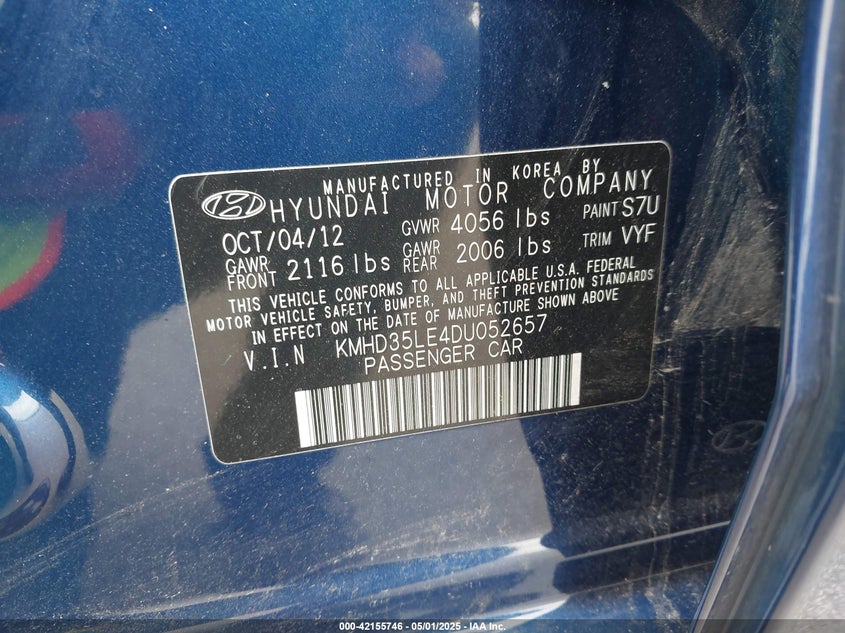 MANUFACTURED IN KOREA BY
HYUNDAI MOTOR COMPANY
OCT/04/12 GVWR 4056 lbs PAINT S7U
GAWR FRONT 2116 lbs GAWR REAR 2006 lbs TRIM VYF
THIS VEHICLE CONFORMS TO ALL APPLICABLE U.S.A. FEDERAL
MOTOR VEHICLE SAFETY, BUMPER, AND THEFT PREVENTION STANDARDS
IN EFFECT ON THE DATE OF MANUFACTURE SHOWN ABOVE
V.I.N KMHD35LE4DU052657
PASSENGER CAR
000-42155746 - 05/01/2025 - IAA Inc.